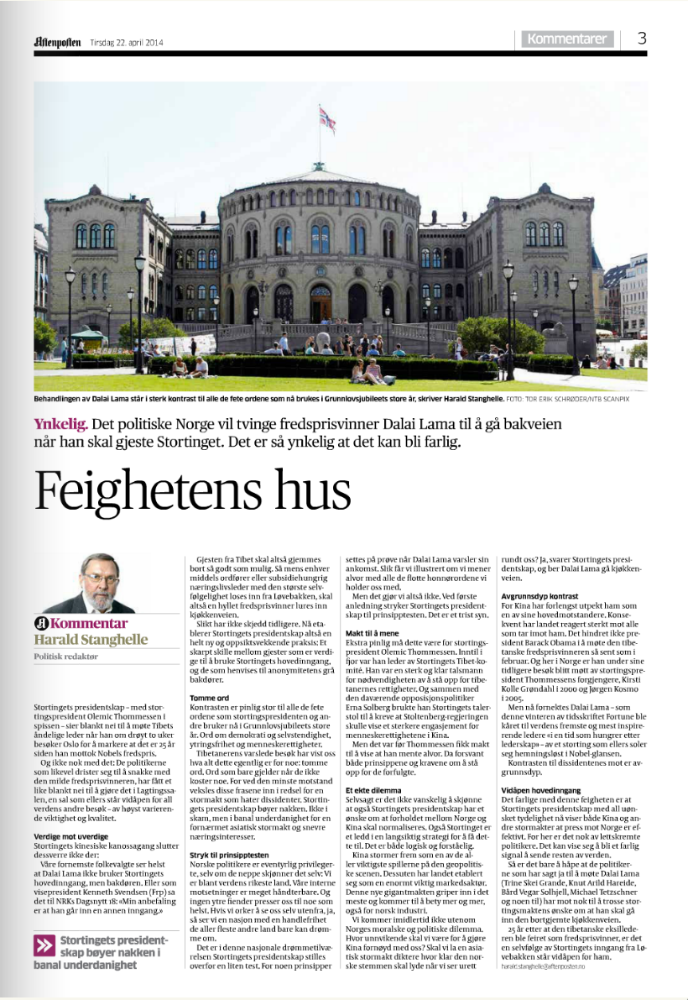 Aftenposten Tirsdag 22. april 2014
Kommentarer 3
Behandlingen av Dalai Lama står i sterk kontrast til alle de fete ordene som nå brukes i Grunnlovsjubileets store år, skriver Harald Stanghelle. FOTO: TOR ERIK SCHRØDER/NTB SCANPIX
Ynkelig. Det politiske Norge vil tvinge fredsprisvinner Dalai Lama til å gå bakveien
når han skal gjeste Stortinget. Det er så ynkelig at det kan bli farlig.
Feighetens hus
Kommentar
Harald Stanghelle
Politisk redaktør
Stortingets presidentskap – med stor-
tingspresident Olemic Thommessen i
spissen – sier blankt nei til å møte Tibets
åndelige leder når han om drøyt to uker
besøker Oslo for å markere at det er 25 år
siden han mottok Nobels fredspris.
Og ikke nok med det: De politikerne
som likevel drister seg til å snakke med
den milde fredsprisvinneren, har fått et
like blankt nei til å gjøre det i Lagtingssa-
len, en sal som ellers står vidåpen for all
verdens andre besøk – av høyst varieren-
de viktighet og kvalitet.
Verdige mot uverdige
Stortingets kinesiske kanossagang slutter
dessverre ikke der:
Våre fornemste folkevalgte ser helst
at Dalai Lama ikke bruker Stortingets
hovedinngang, men bakdøren. Eller som
visepresident Kenneth Svendsen (Frp) sa
det til NRKs Dagsnytt 18: «Min anbefaling
er at han går inn en annen inngang.»
Stortingets president-
skap bøyer nakken i
banal underdanighet
Gjesten fra Tibet skal altså gjemmes
bort så godt som mulig. Så mens enhver
middels ordfører eller subsidiehungrig
næringslivsleder med den største selv-
følgelighet loses inn fra Løvebakken, skal
altså en hyllet fredsprisvinner lures inn
kjøkkenveien.
Slikt har ikke skjedd tidligere. Nå eta-
blerer Stortingets presidentskap altså en
helt ny og oppsiktsvekkende praksis: Et
skarpt skille mellom gjester som er verdi-
ge til å bruke Stortingets hovedinngang,
og de som henvises til anonymitetens grå
bakdører.
Tomme ord
Kontrasten er pinlig stor til alle de fete
ordene som stortingspresidenten og an-
dre bruker nå i Grunnlovsjubileets store
år. Ord om demokrati og selvstendighet,
ytringsfrihet og menneskerettigheter.
Tibetanerens varslede besøk har vist oss
hva alt dette egentlig er for noe: tomme
ord. Ord som bare gjelder når de ikke
koster noe. For ved den minste motstand
veksles disse frasene inn i redsel for en
stormakt som hater dissidenter. Stortin-
gets presidentskap bøyer nakken. Ikke i
skam, men i banal underdanighet for en
fornærmet asiatisk stormakt og snevre
næringsinteresser.
Stryk til prinsipptesten
Norske politikere er eventyrlig privileger-
te, selv om de neppe skjønner det selv: Vi
er blant verdens rikeste land. Våre interne
motsetninger er meget håndterbare. Og
ingen ytre fiender presser oss til noe som
helst. Hvis vi orker å se oss selv utenfra, ja,
så ser vi en nasjon med en handlefrihet
de aller fleste andre land bare kan drøm-
me om.
Det er i denne nasjonale drømmetilvæ-
relsen Stortingets presidentskap stilles
overfor en liten test. For noen prinsipper
settes på prøve når Dalai Lama varsler sin
ankomst. Slik får vi illustrert om vi mener
alvor med alle de flotte honnørordene vi
holder oss med.
Men det gjør vi altså ikke. Ved første
anledning stryker Stortingets president-
skap til prinsipptesten. Det er et trist syn.
Makt til å mene
Ekstra pinlig må dette være for stortings-
president Olemic Thommessen. Inntil i
fjor var han leder av Stortingets Tibet-ko-
mité. Han var en sterk og klar talsmann
for nødvendigheten av å stå opp for tibe-
tanernes rettigheter. Og sammen med
den daværende opposisjonspolitiker
Erna Solberg brukte han Stortingets taler-
stol til å kreve at Stoltenberg-regjeringen
skulle vise et sterkere engasjement for
menneskerettighetene i Kina.
Men det var før Thommessen fikk makt
til å vise at han mente alvor. Da forsvant
både prinsippene og kravene om å stå
opp for de forfulgte.
Et ekte dilemma
Selvsagt er det ikke vanskelig å skjønne
at også Stortingets presidentskap har et
ønske om at forholdet mellom Norge og
Kina skal normaliseres. Også Stortinget er
et ledd i en langsiktig strategi for å få det-
te til. Det er både logisk og forståelig.
Kina stormer frem som en av de al-
ler viktigste spillerne på den geopolitis-
ke scenen. Dessuten har landet etablert
seg som en enormt viktig markedsaktør.
Denne nye gigantmakten griper inn i det
meste og kommer til å bety mer og mer,
også for norsk industri.
Vi kommer imidlertid ikke utenom
Norges moralske og politiske dilemma.
Hvor unnvikende skal vi være for å gjøre
Kina fornøyd med oss? Skal vi la en asia-
tisk stormakt diktere hvor klar den nor-
ske stemmen skal lyde når vi ser urett
rundt oss? Ja, svarer Stortingets presi-
dentskap, og ber Dalai Lama gå kjøkken-
veien.
Avgrunnsdyp kontrast
For Kina har forlengst utpekt ham som
en av sine hovedmotstandere. Konse-
kvent har landet reagert sterkt mot alle
som tar imot ham. Det hindret ikke pre-
sident Barack Obama i å møte den tibe-
tanske fredsprisvinneren så sent som i
februar. Og her i Norge er han under sine
tidligere besøk blitt møtt av stortingspre-
sident Thommessens forgjengere, Kirsti
Kolle Grøndahl i 2000 og Jørgen Kosmo
i 2005.
Men nå fornektes Dalai Lama – som
denne vinteren av tidsskriftet Fortune ble
kåret til verdens fremste og mest inspire-
rende ledere «i en tid som hungrer etter
lederskap» – av et storting som ellers soler
seg hemningsløst i Nobel-glansen.
Kontrasten til dissidentenes mot er av-
grunnsdyp.
Vidåpen hovedinngang
Det farlige med denne feigheten er at
Stortingets presidentskap med all uøn-
sket tydelighet nå viser både Kina og an-
dre stormakter at press mot Norge er ef-
fektivt. For her er det nok av lettskremte
politikere. Det kan vise seg å bli et farlig
signal å sende resten av verden.
Så er det bare å håpe at de politiker-
ne som har sagt ja til å møte Dalai Lama
(Trine Skei Grande, Knut Arild Hareide,
Bård Vegar Solhjell, Michael Tetzschner
og noen til) har mot nok til å trosse stor-
tingsmaktens ønske om at han skal gå
inn den bortgjemte kjøkkenveien.
25 år etter at den tibetanske eksillede-
ren ble feiret som fredsprisvinner, er det
en selvfølge av Stortingets inngang fra Lø-
vebakken står vidåpen for ham.
harald.stanghelle@aftenposten.no